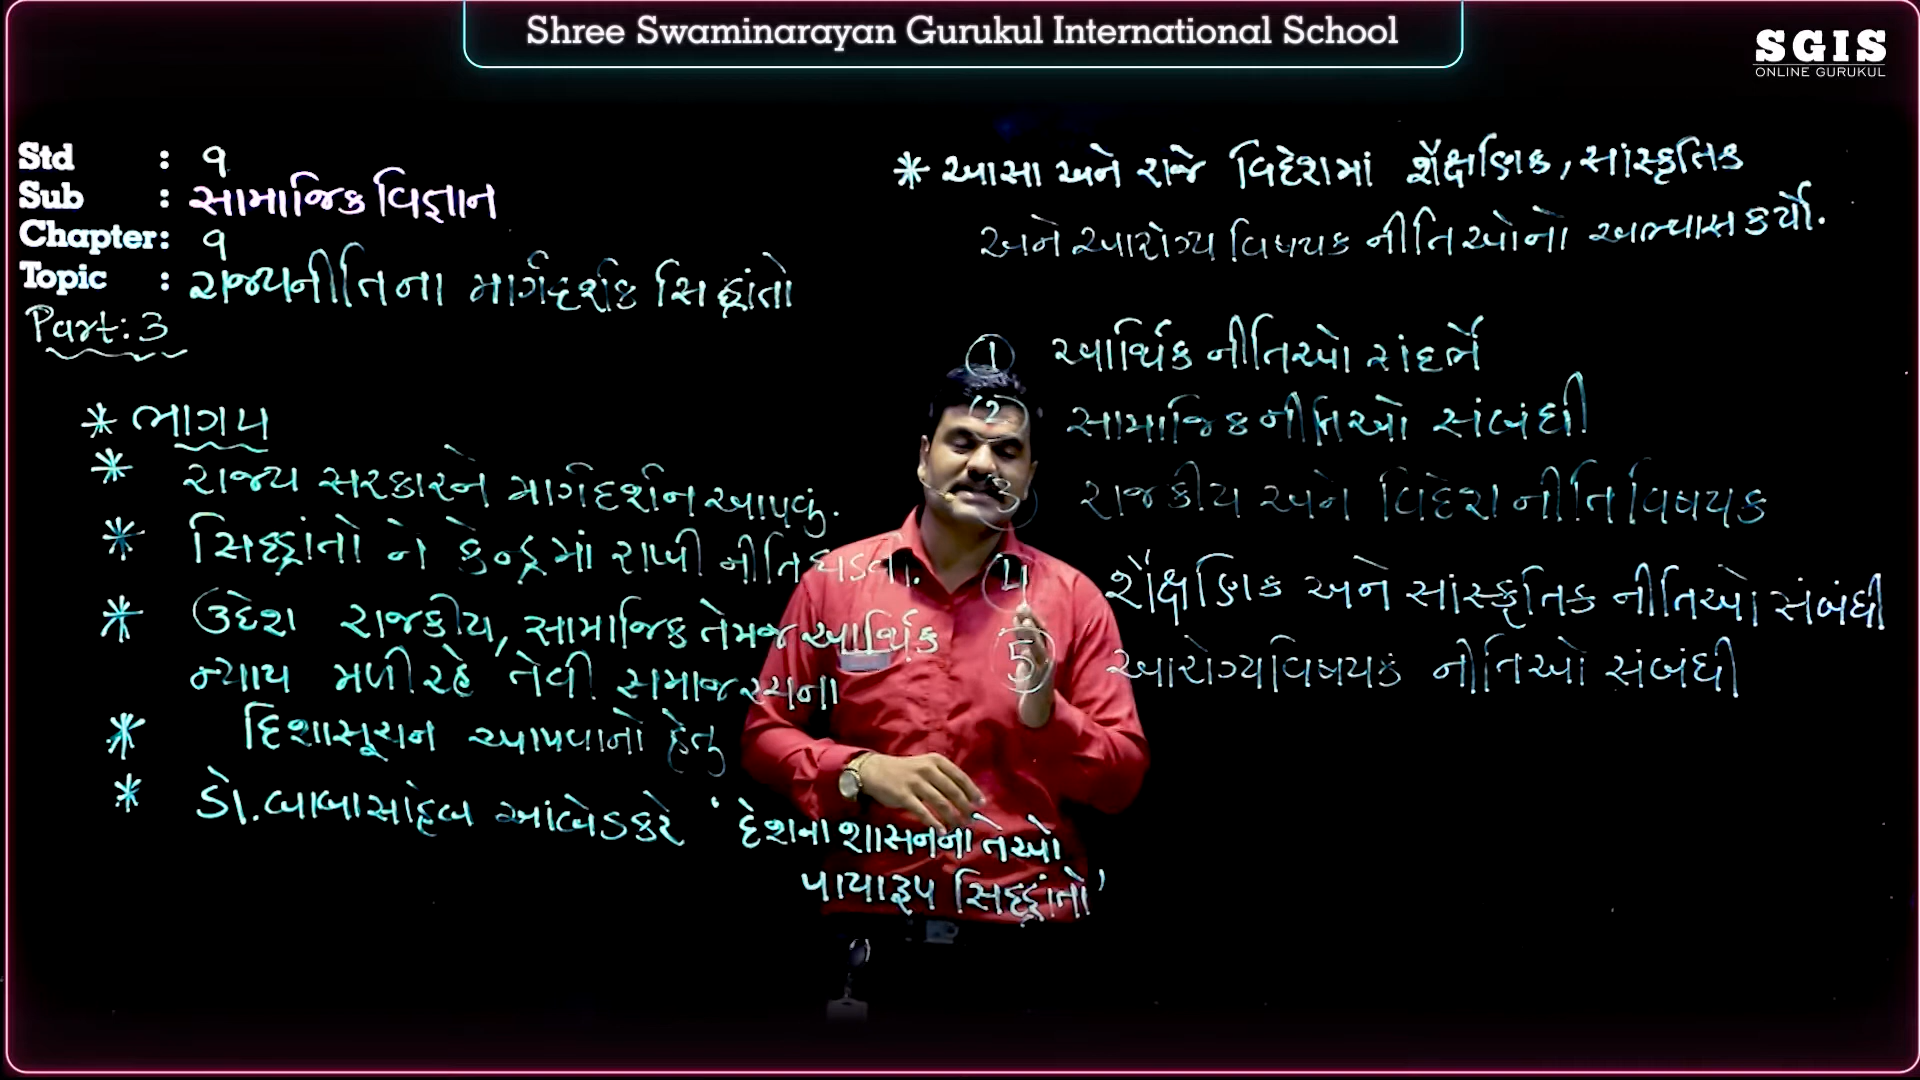 Shree Swaminarayan Gurukul International School
SGIS
ONLINE GURUKUL
Std : ૧
Sub : સામાજિક વિજ્ઞાન
Chapter : ૧
Topic : રાજ્યનીતિના માર્ગદર્શક સિદ્ધાંતો
Part: 3
* ભાગ ૫
* રાજ્ય સરકારને માર્ગદર્શન આપવું.
* સિદ્ધાંતો ને કેન્દ્રમાં રાખી નીતિ ઘડવી.
* ઉદેશ રાજકીય, સામાજિક તેમજ આર્થિક
ન્યાય મળી રહે તેવી સમાજ રચના
* દિશાસૂચન આપવાનો હેતુ
* ડૉ. બાબાસાહેબ આંબેડકરે 'દેશના શાસનના તેઓ
પાયારૂપ સિદ્ધાંતો'
* અને વિદેશમાં શૈક્ષણિક, સાંસ્કૃતિક
અને આરોગ્ય વિષયક નીતિઓનો અભ્યાસ કર્યો.
1 આર્થિક નીતિઓ સંદર્ભે
2 સામાજિક નીતિઓ સંબંધી
3 રાજકીય અને વિદેશ નીતિ વિષયક
4 શૈક્ષણિક અને સાંસ્કૃતિક નીતિઓ સંબંધી
5 આરોગ્યવિષયક નીતિઓ સંબંધી